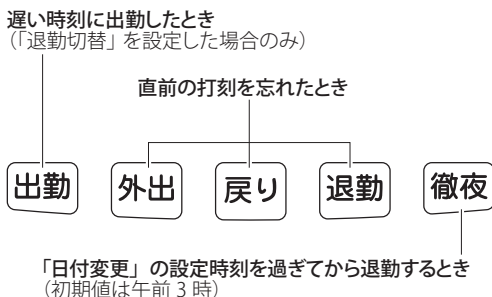 遅い時刻に出勤したとき
（「退勤切替」を設定した場合のみ）
直前の打刻を忘れたとき
出勤 外出 戻り 退勤 徹夜
「日付変更」の設定時刻を過ぎてから退勤するとき
（初期値は午前 3 時）